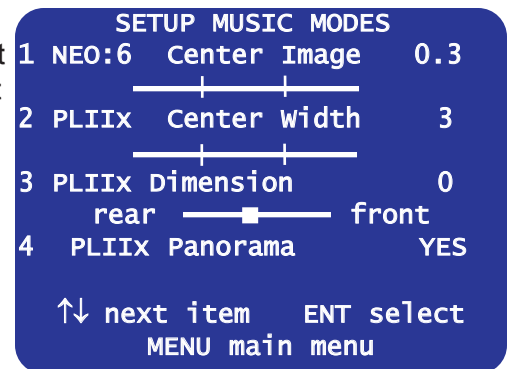 SETUP MUSIC MODES
t 1 NEO:6 Center Image 0.3
2 PLIIx Center Width 3
3 PLIIx Dimension 0
rear front
4 PLIIx Panorama YES
↑↓ next item ENT select
MENU main menu